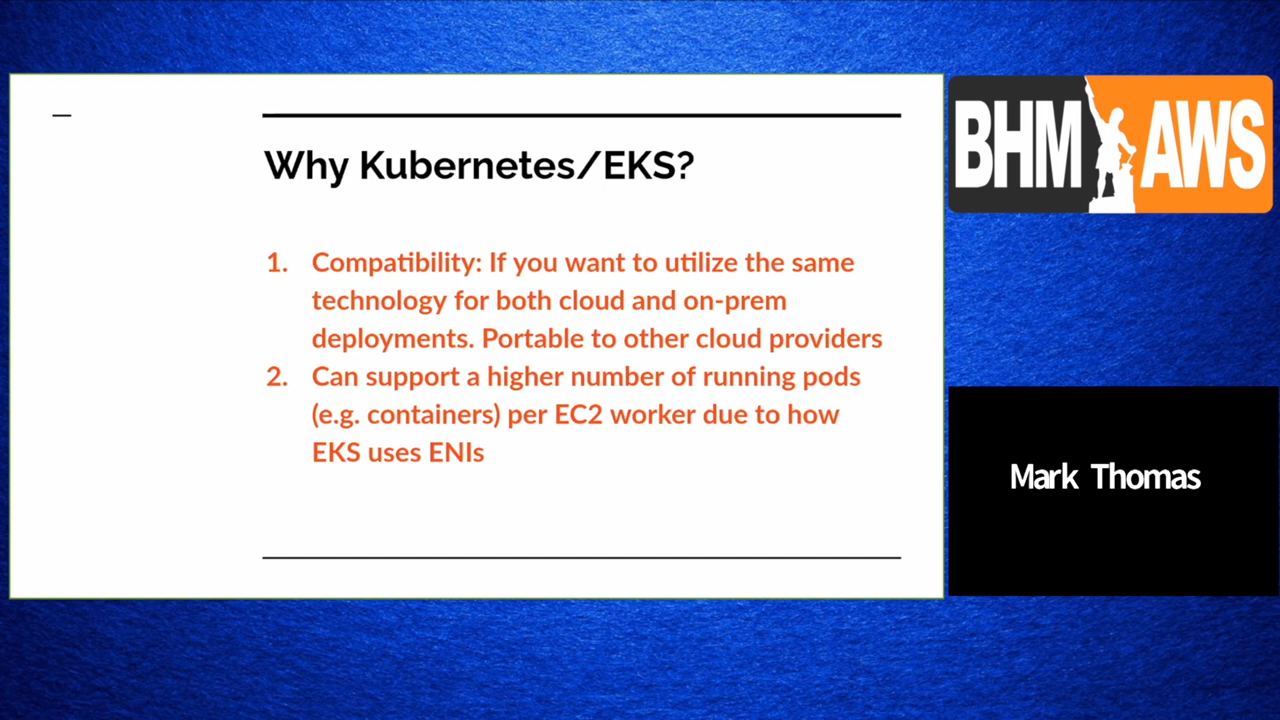 Why Kubernetes/EKS?
1. Compatibility: If you want to utilize the same
technology for both cloud and on-prem
deployments. Portable to other cloud providers
2. Can support a higher number of running pods
(e.g. containers) per EC2 worker due to how
EKS uses ENIs
BHM AWS
Mark Thomas